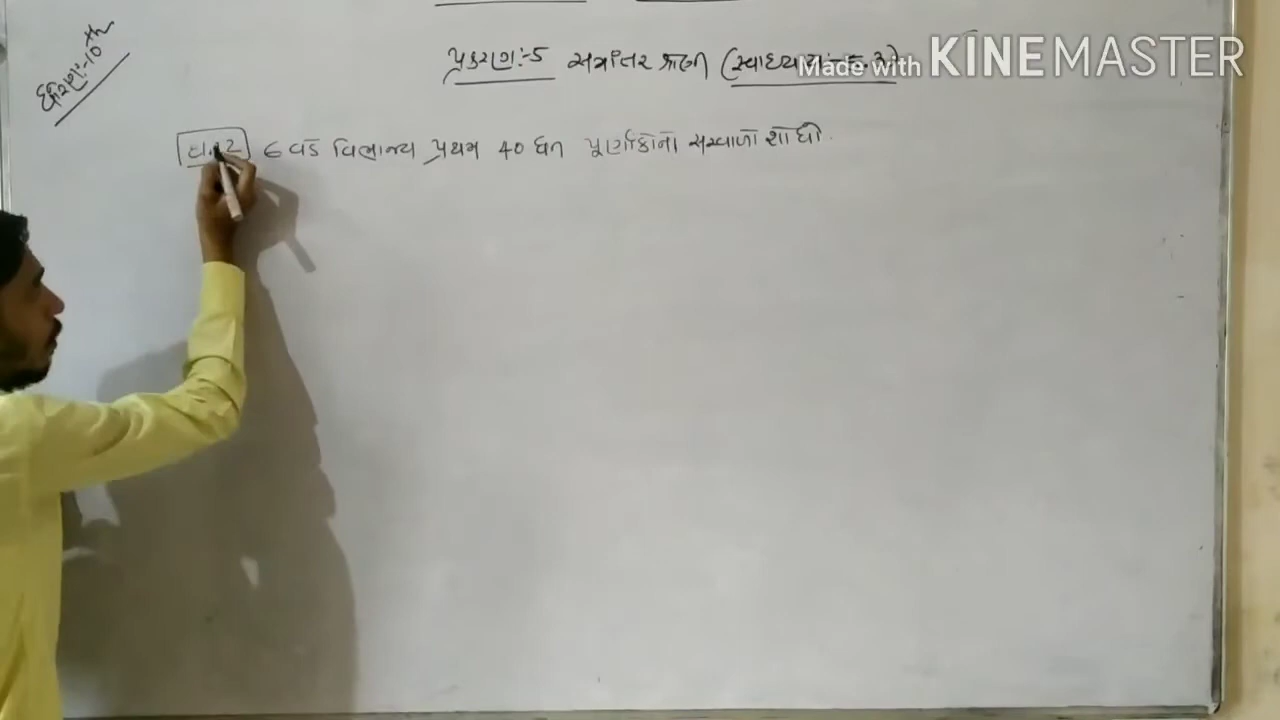 ધોરણ:-10th
પ્રકરણ:-5 સમાંતર શ્રેણી (સ્વાધ્યાય
Made with KINEMASTER
6 વડે વિભાજ્ય પ્રથમ 40 ધન પૂર્ણાંકોનો સરવાળો શોધો.